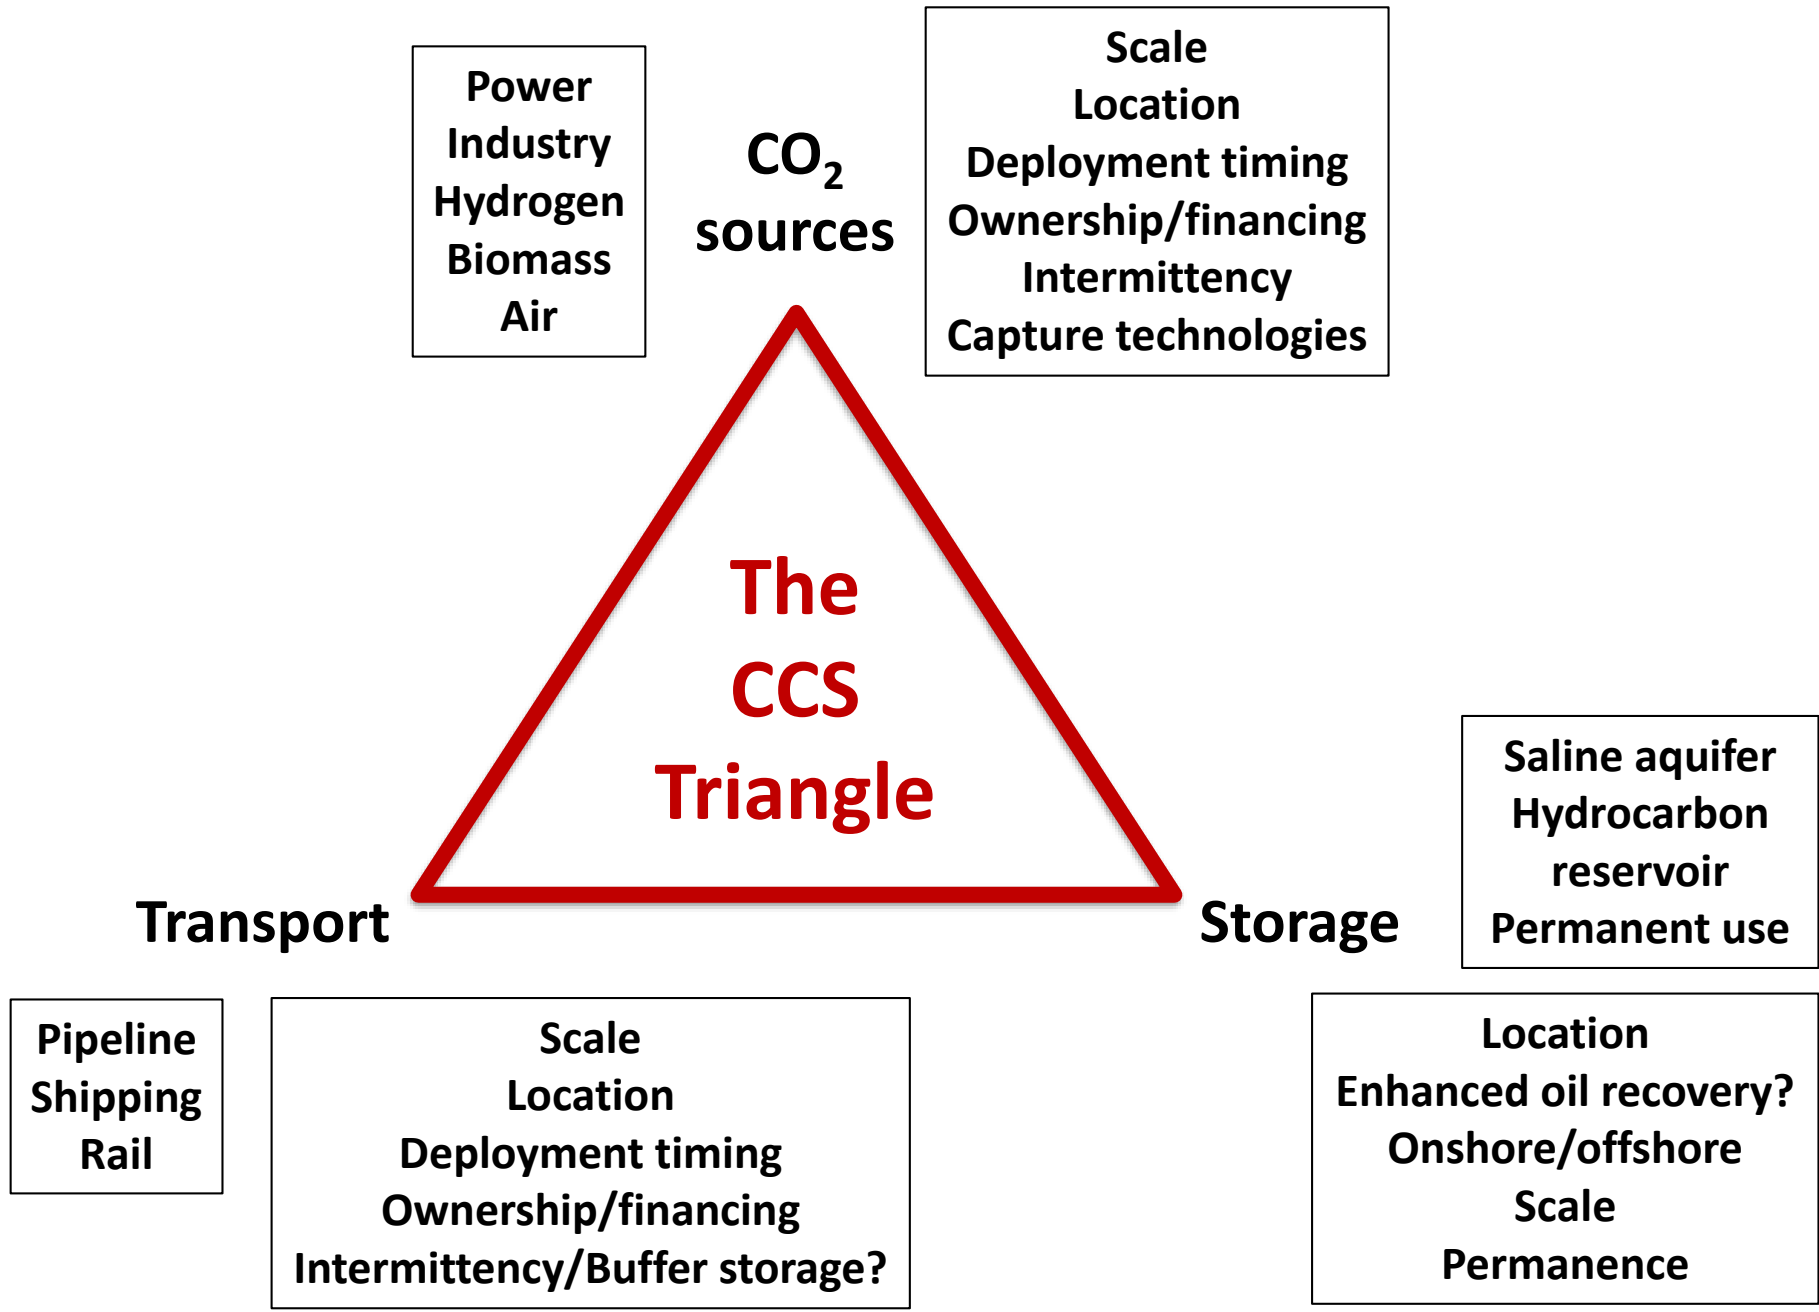 Power
Industry
Hydrogen
Biomass
Air
CO₂
sources
Scale
Location
Deployment timing
Ownership/financing
Intermittency
Capture technologies
The
CCS
Triangle
Transport
Storage
Saline aquifer
Hydrocarbon
reservoir
Permanent use
Pipeline
Shipping
Rail
Scale
Location
Deployment timing
Ownership/financing
Intermittency/Buffer storage?
Location
Enhanced oil recovery?
Onshore/offshore
Scale
Permanence